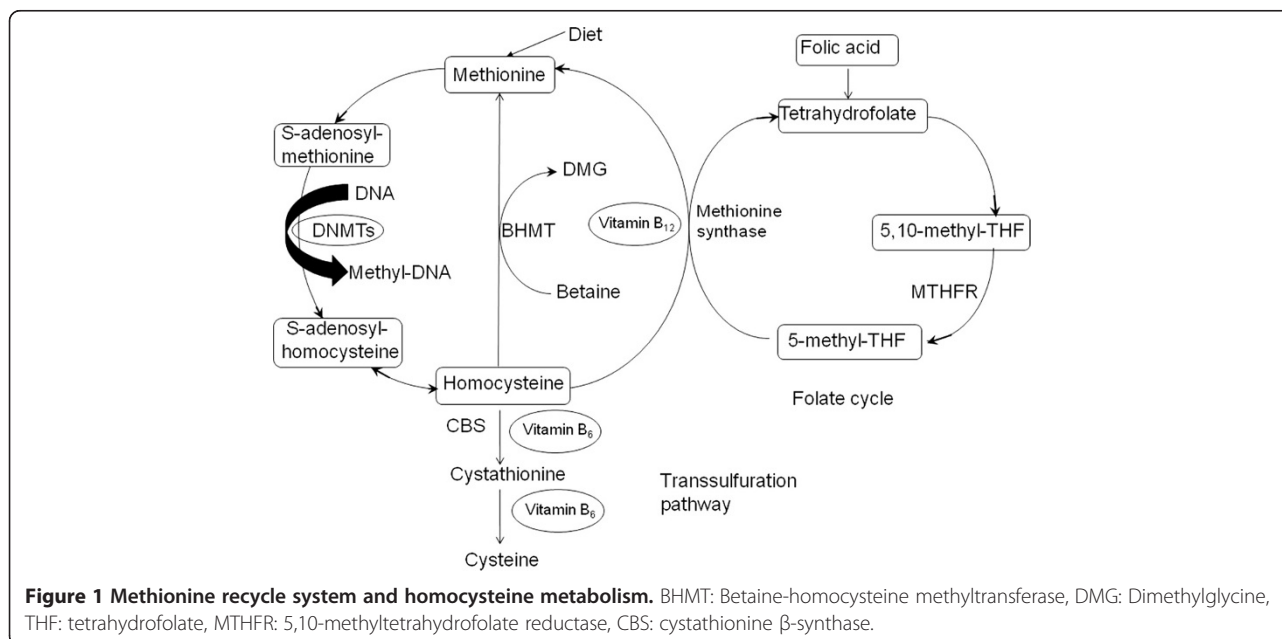 Diet
Folic acid
Methionine
Tetrahydrofolate
S-adenosyl-
methionine
DMG
DNA
Vitamin B₁₂
Methionine
synthase
DNMTs
BHMT
5,10-methyl-THF
Methyl-DNA
Betaine
MTHFR
S-adenosyl-
homocysteine
5-methyl-THF
Homocysteine
Folate cycle
CBS
Vitamin B₆
Cystathionine
Transsulfuration
pathway
Vitamin B₆
Cysteine
Figure 1 Methionine recycle system and homocysteine metabolism. BHMT: Betaine-homocysteine methyltransferase, DMG: Dimethylglycine,
THF: tetrahydrofolate, MTHFR: 5,10-methyltetrahydrofolate reductase, CBS: cystathionine β-synthase.